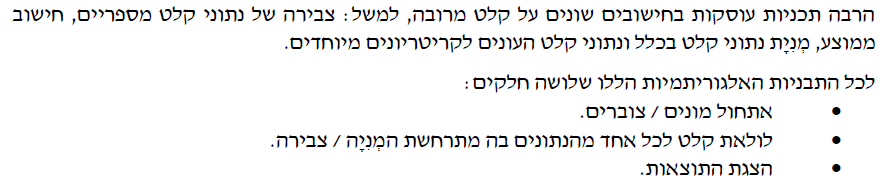 הרבה תכניות עוסקות בחישובים שונים על קלט מרובה, למשל: צבירה של נתוני קלט מספריים, חישוב
ממוצע, מְנִיָּת נתוני קלט בכלל ונתוני קלט העונים לקריטריונים מיוחדים.
לכל התבניות האלגוריתמיות הללו שלושה חלקים:
• אתחול מונים / צוברים.
• לולאת קלט לכל אחד מהנתונים בה מתרחשת המְנִיָּה / צבירה.
• הצגת התוצאות.